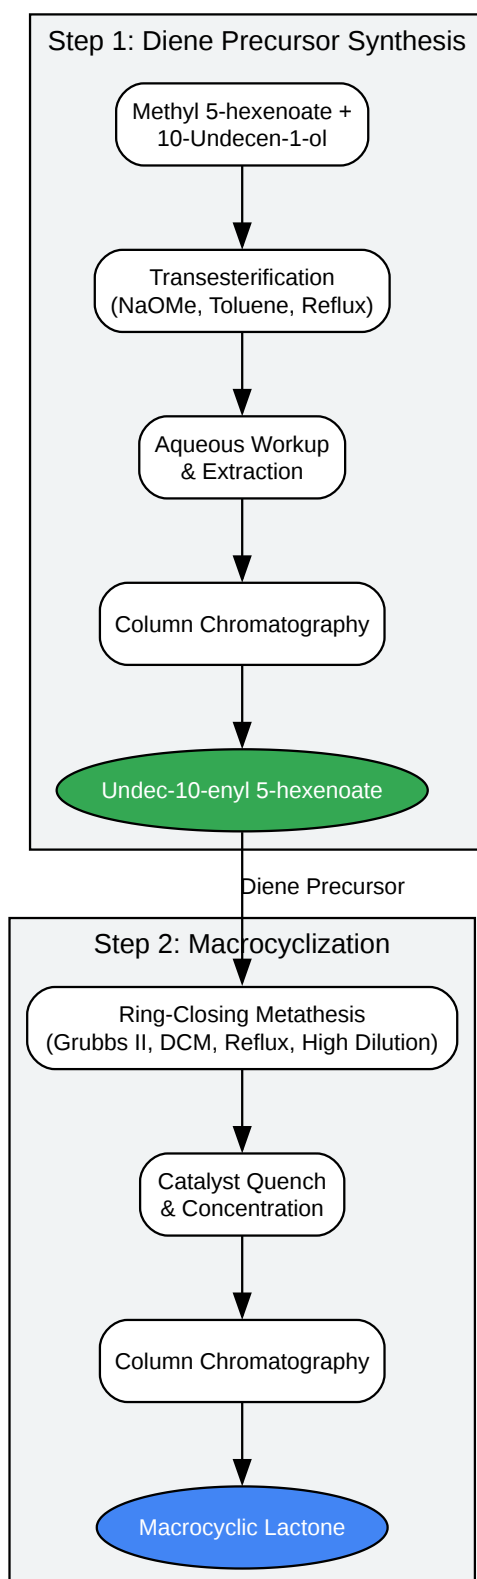 Step 1: Diene Precursor Synthesis
Methyl 5-hexenoate +
10-Undecen-1-ol
Transesterification
(NaOMe, Toluene, Reflux)
Aqueous Workup
& Extraction
Column Chromatography
Undec-10-enyl 5-hexenoate
Diene Precursor
Step 2: Macrocyclization
Ring-Closing Metathesis
(Grubbs II, DCM, Reflux, High Dilution)
Catalyst Quench
& Concentration
Column Chromatography
Macrocyclic Lactone